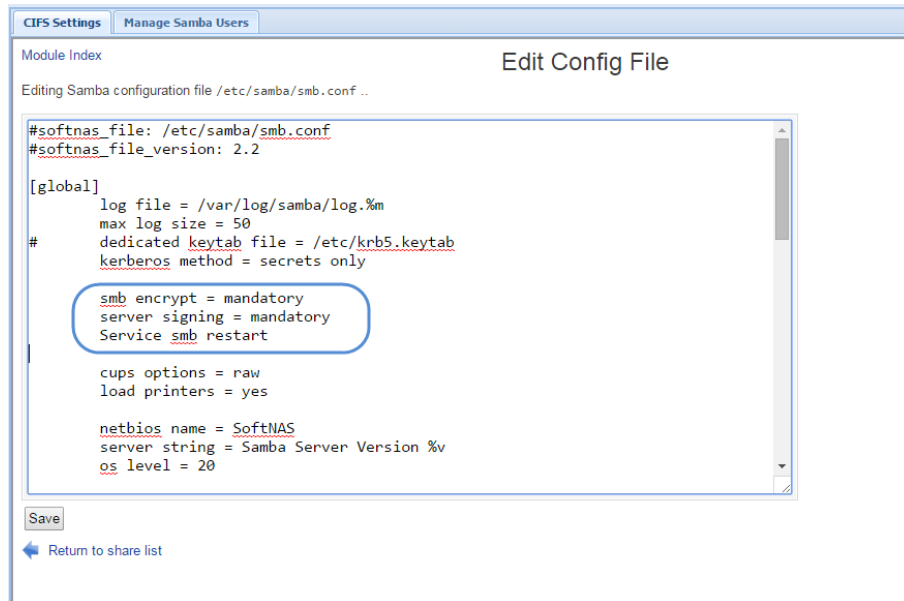 CIFS Settings
Manage Samba Users
Module Index
Edit Config File
Editing Samba configuration file /etc/samba/smb.conf ..
#softnas_file: /etc/samba/smb.conf
#softnas_file_version: 2.2
[global]
log file = /var/log/samba/log.%m
max log size = 50
# dedicated keytab file = /etc/krb5.keytab
kerberos method = secrets only
smb encrypt = mandatory
server signing = mandatory
Service smb restart
cups options = raw
load printers = yes
netbios name = SoftNAS
server string = Samba Server Version %v
os level = 20
Save
Return to share list